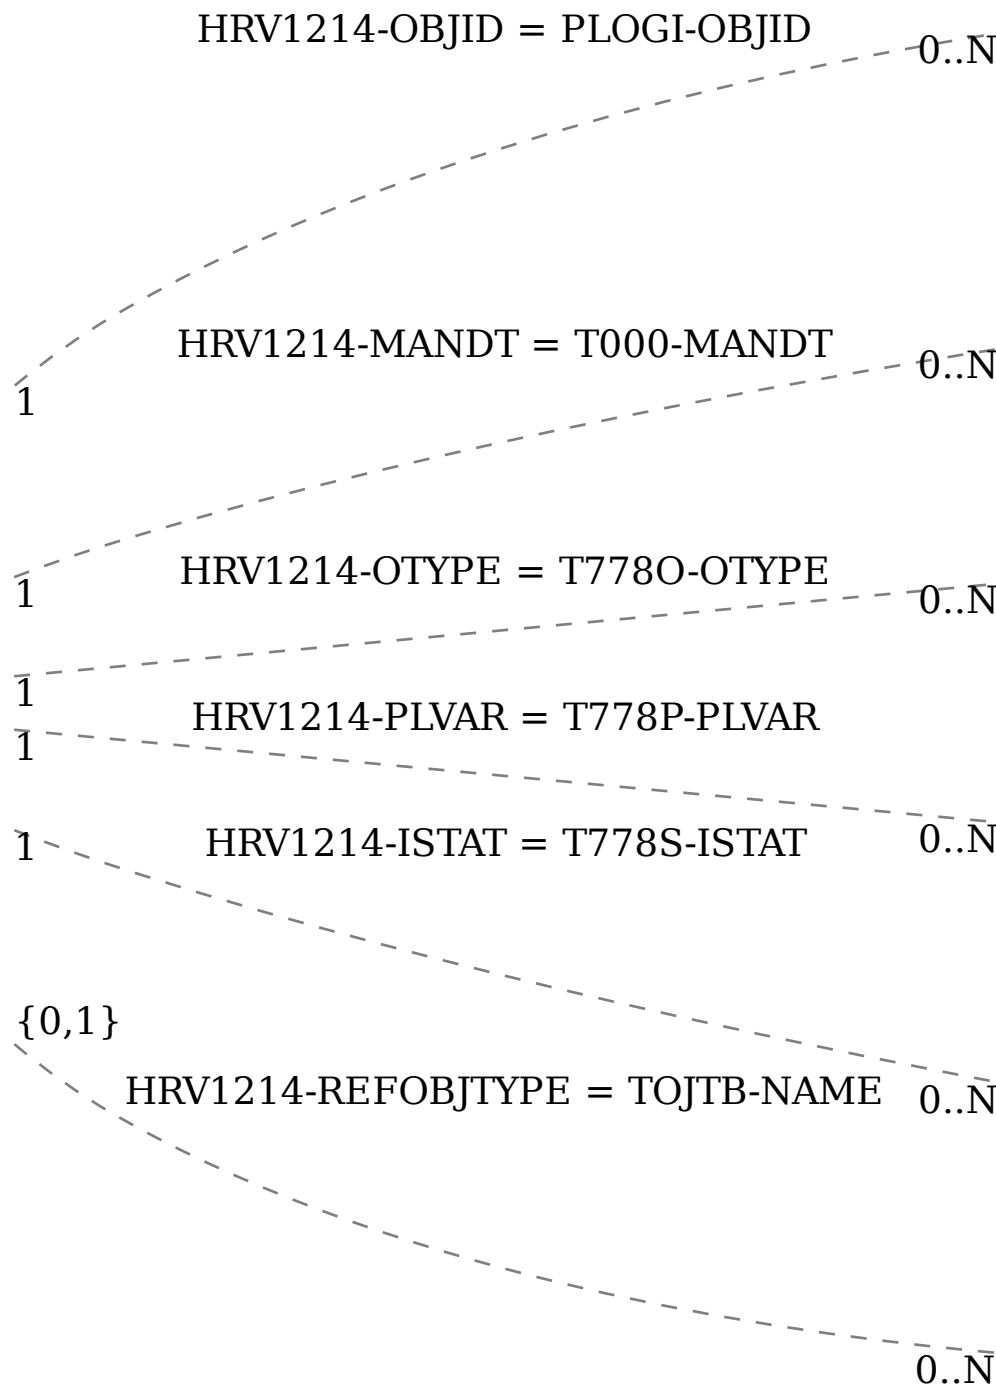 HRV1214-OBJID = PLOGI-OBJID
0..N
1
HRV1214-MANDT = T000-MANDT
0..N
1
HRV1214-OTYPE = T778O-OTYPE
0..N
1
HRV1214-PLVAR = T778P-PLVAR
1
0..N
HRV1214-ISTAT = T778S-ISTAT
1
0..N
{0,1}
HRV1214-REFOBJTYPE = TOJTB-NAME
0..N